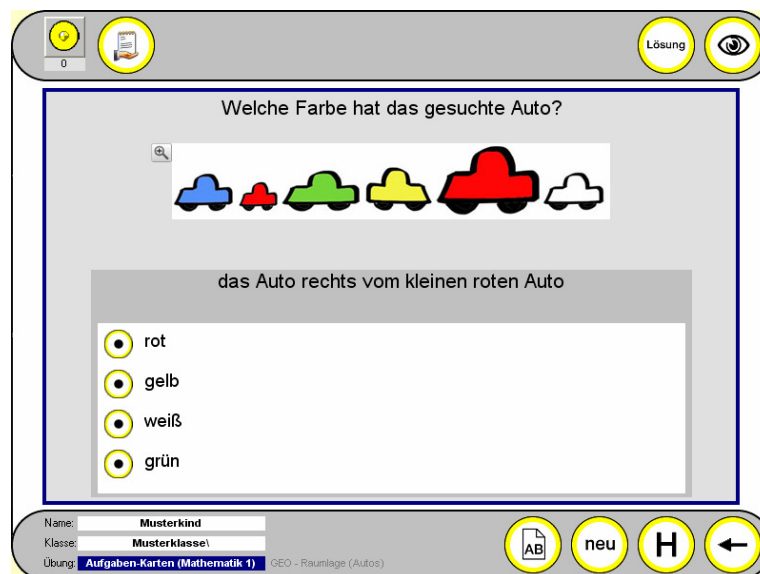 0
Lösung
Welche Farbe hat das gesuchte Auto?
das Auto rechts vom kleinen roten Auto
rot
gelb
weiß
grün
Name: Musterkind
Klasse: Musterklasse\
Übung: Aufgaben-Karten (Mathematik 1) GEO - Raumlage (Autos)
AB
neu
H